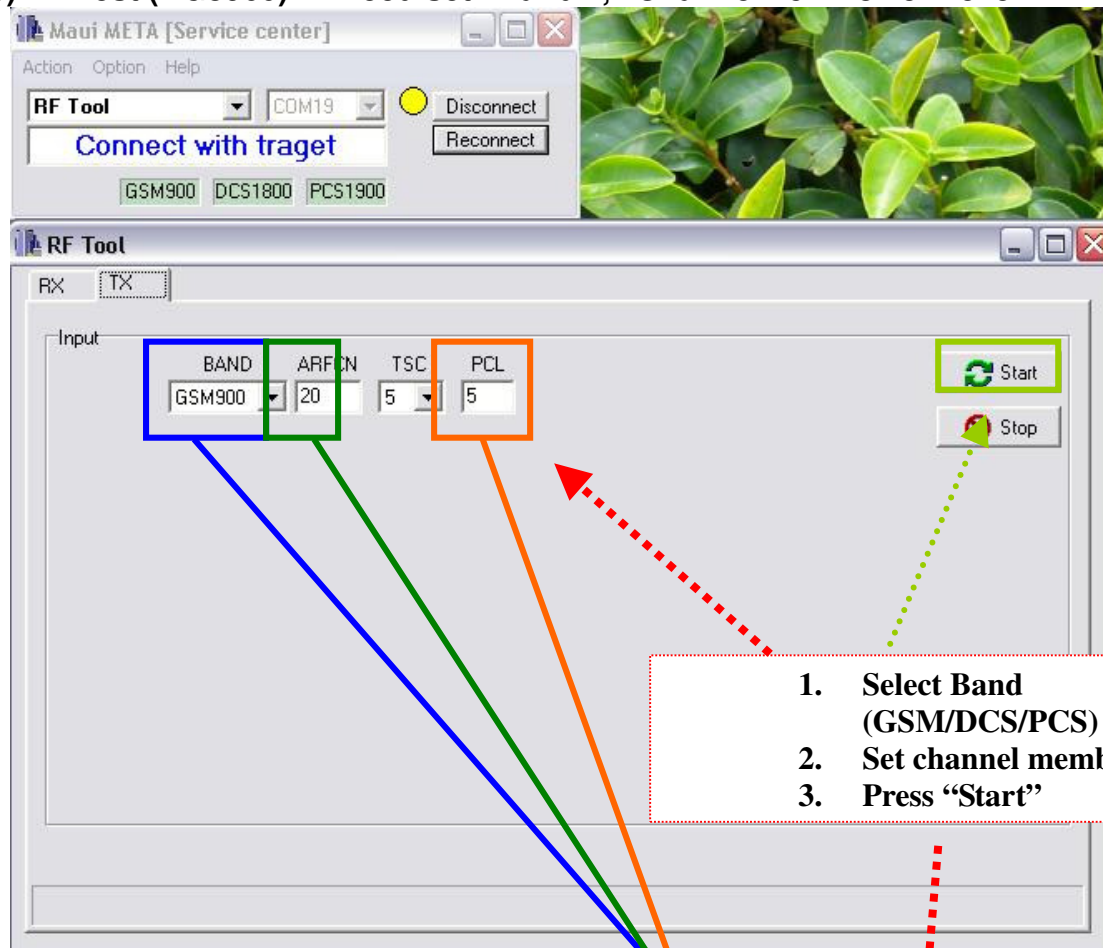 Maui META [Service center]
Action Option Help
RF Tool COM19 Disconnect
Connect with traget Reconnect
GSM900 DCS1800 PCS1900
RF Tool
RX TX
Input
BAND ARFCN TSC PCL Start
GSM900 20 5 5
Stop
1. Select Band
(GSM/DCS/PCS)
2. Set channel memb
3. Press “Start”